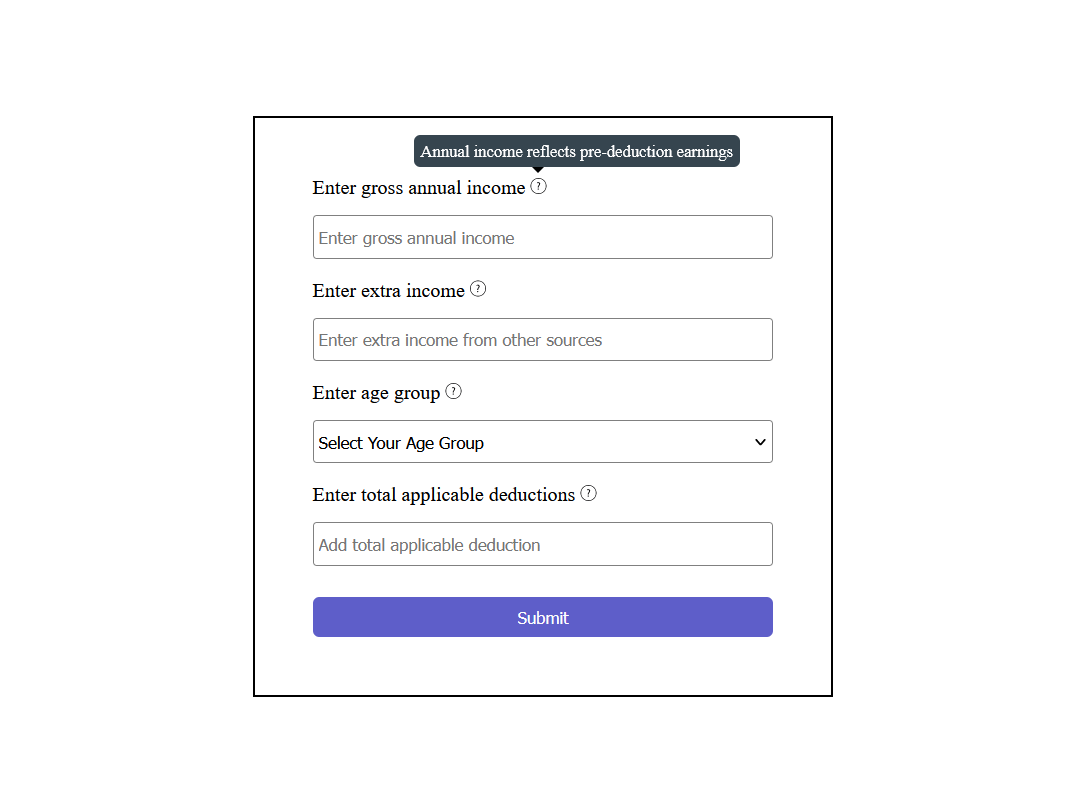 Annual income reflects pre-deduction earnings
Enter gross annual income ?
Enter gross annual income
Enter extra income ?
Enter extra income from other sources
Enter age group ?
Select Your Age Group
Enter total applicable deductions ?
Add total applicable deduction
Submit